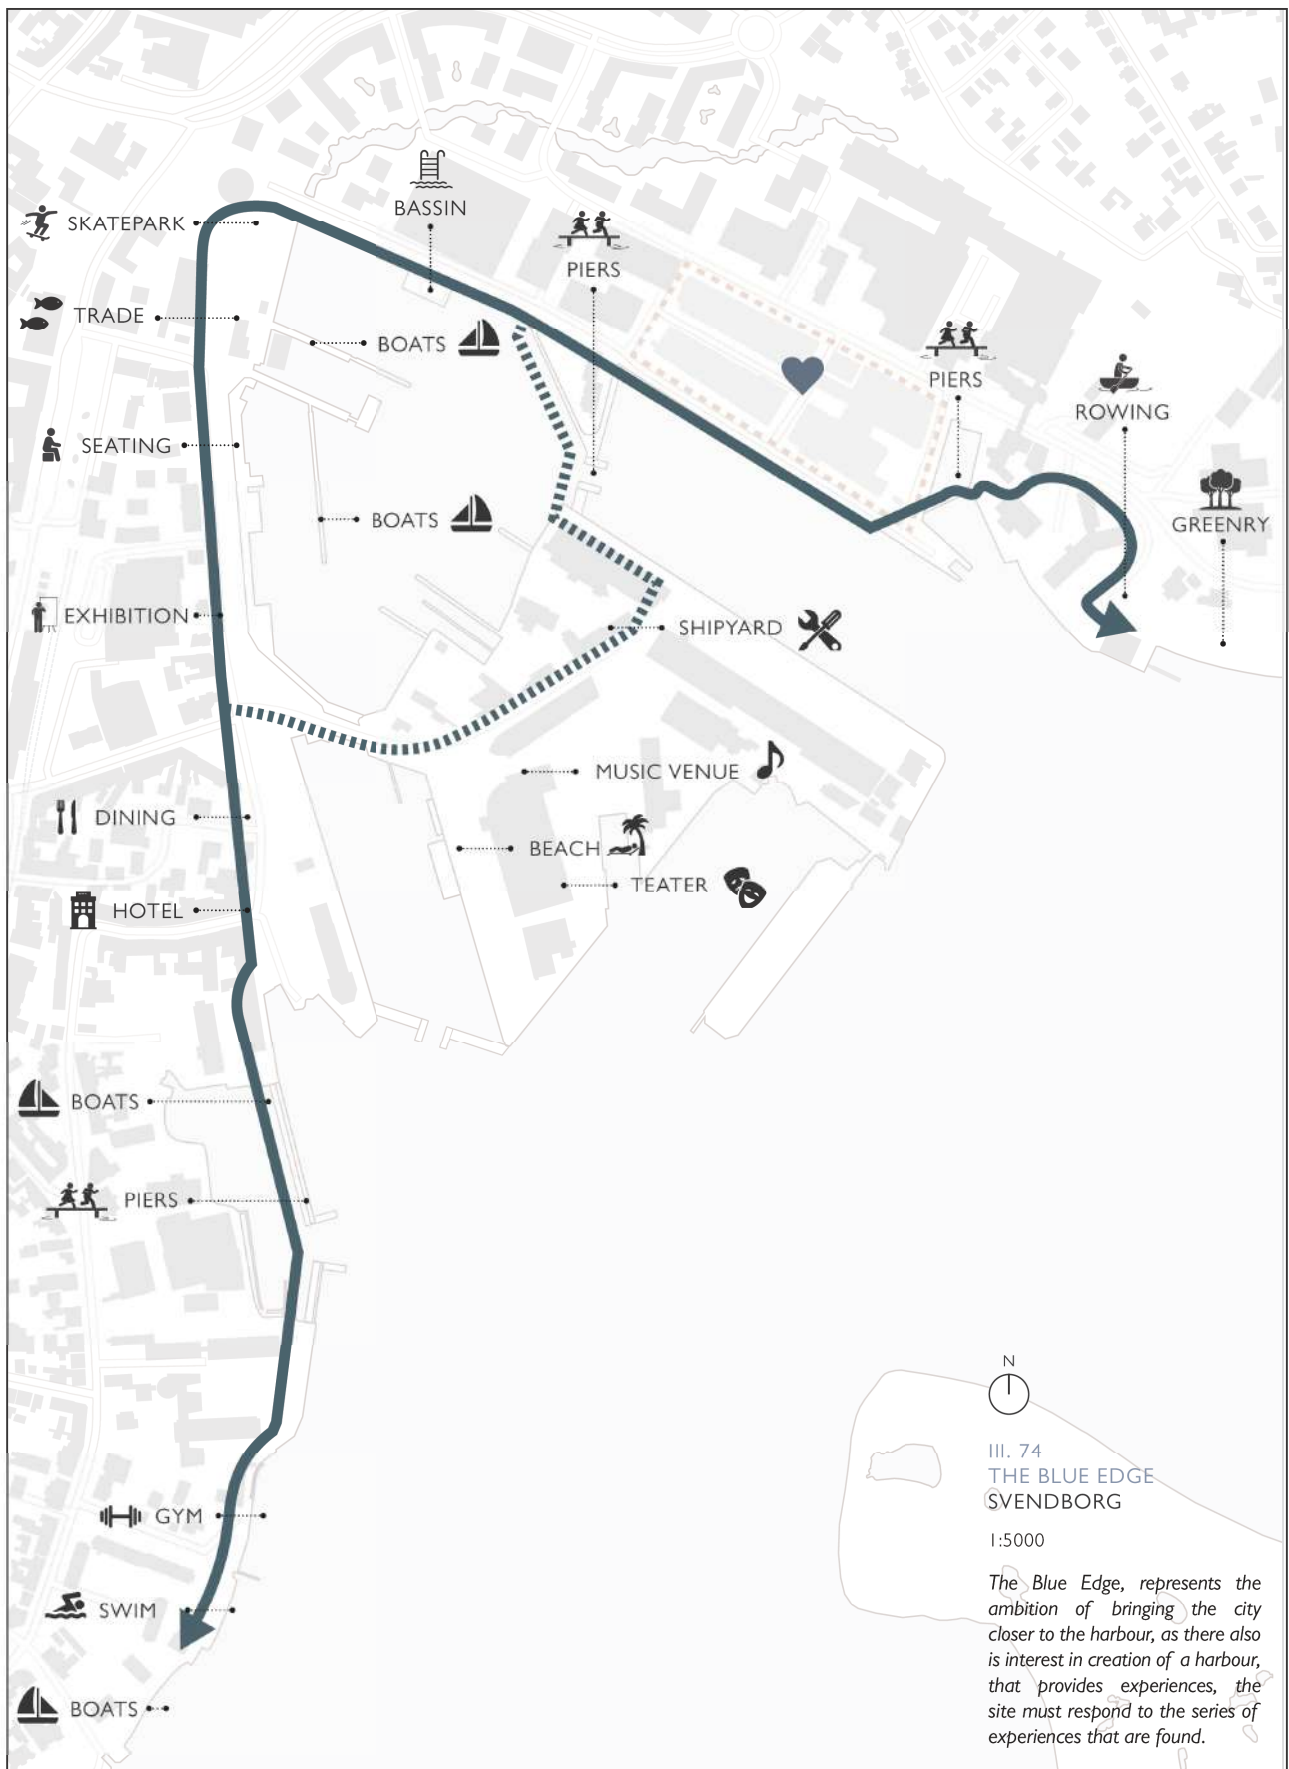 BASSIN
SKATEPARK
PIERS
TRADE
BOATS
PIERS
ROWING
SEATING
BOATS
GREENRY
EXHIBITION
SHIPYARD
MUSIC VENUE
DINING
BEACH
TEATER
HOTEL
BOATS
PIERS
N
III. 74
THE BLUE EDGE
SVENDBORG
1:5000
GYM
The Blue Edge, represents the
ambition of bringing the city
closer to the harbour, as there also
is interest in creation of a harbour,
that provides experiences, the
site must respond to the series of
experiences that are found.
SWIM
BOATS